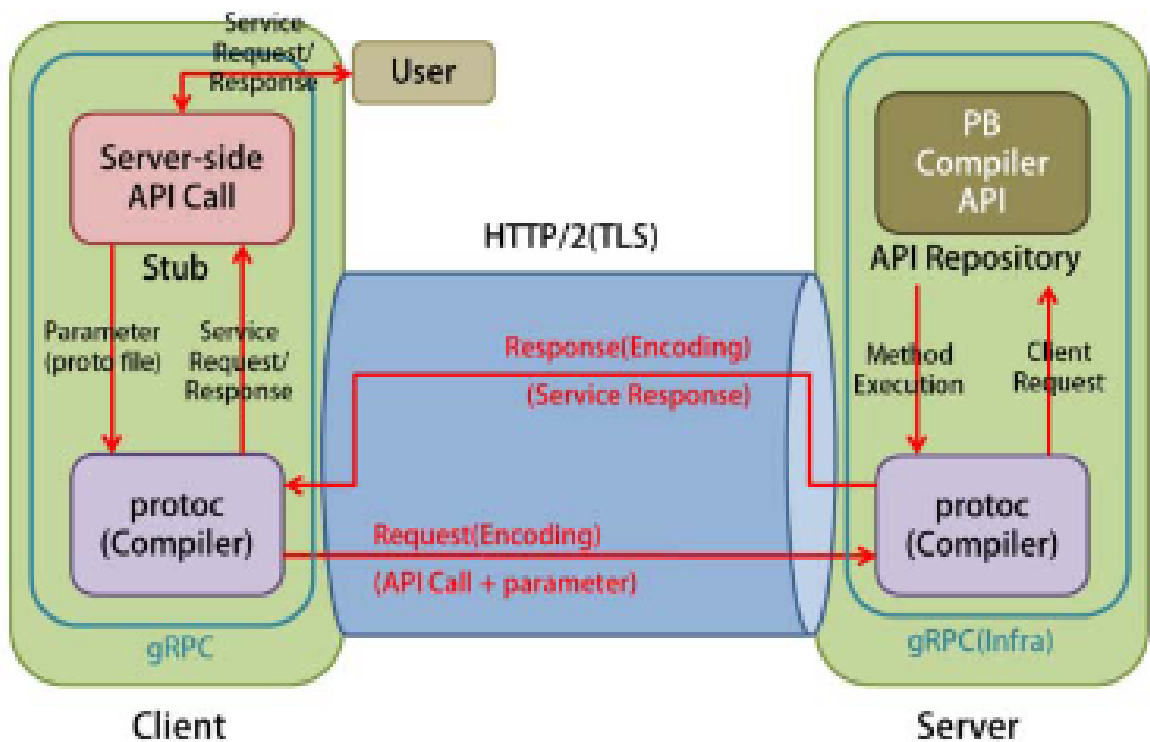 Service
Request/
Response
User
Server-side
API Call
Stub
Parameter
(proto file)
Service
Request/
Response
protoc
(Compiler)
gRPC
Client
HTTP/2(TLS)
Response(Encoding)
(Service Response)
Request(Encoding)
(API Call + parameter)
PB
Compiler
API
API Repository
Method
Execution
Client
Request
protoc
(Compiler)
gRPC(Infra)
Server